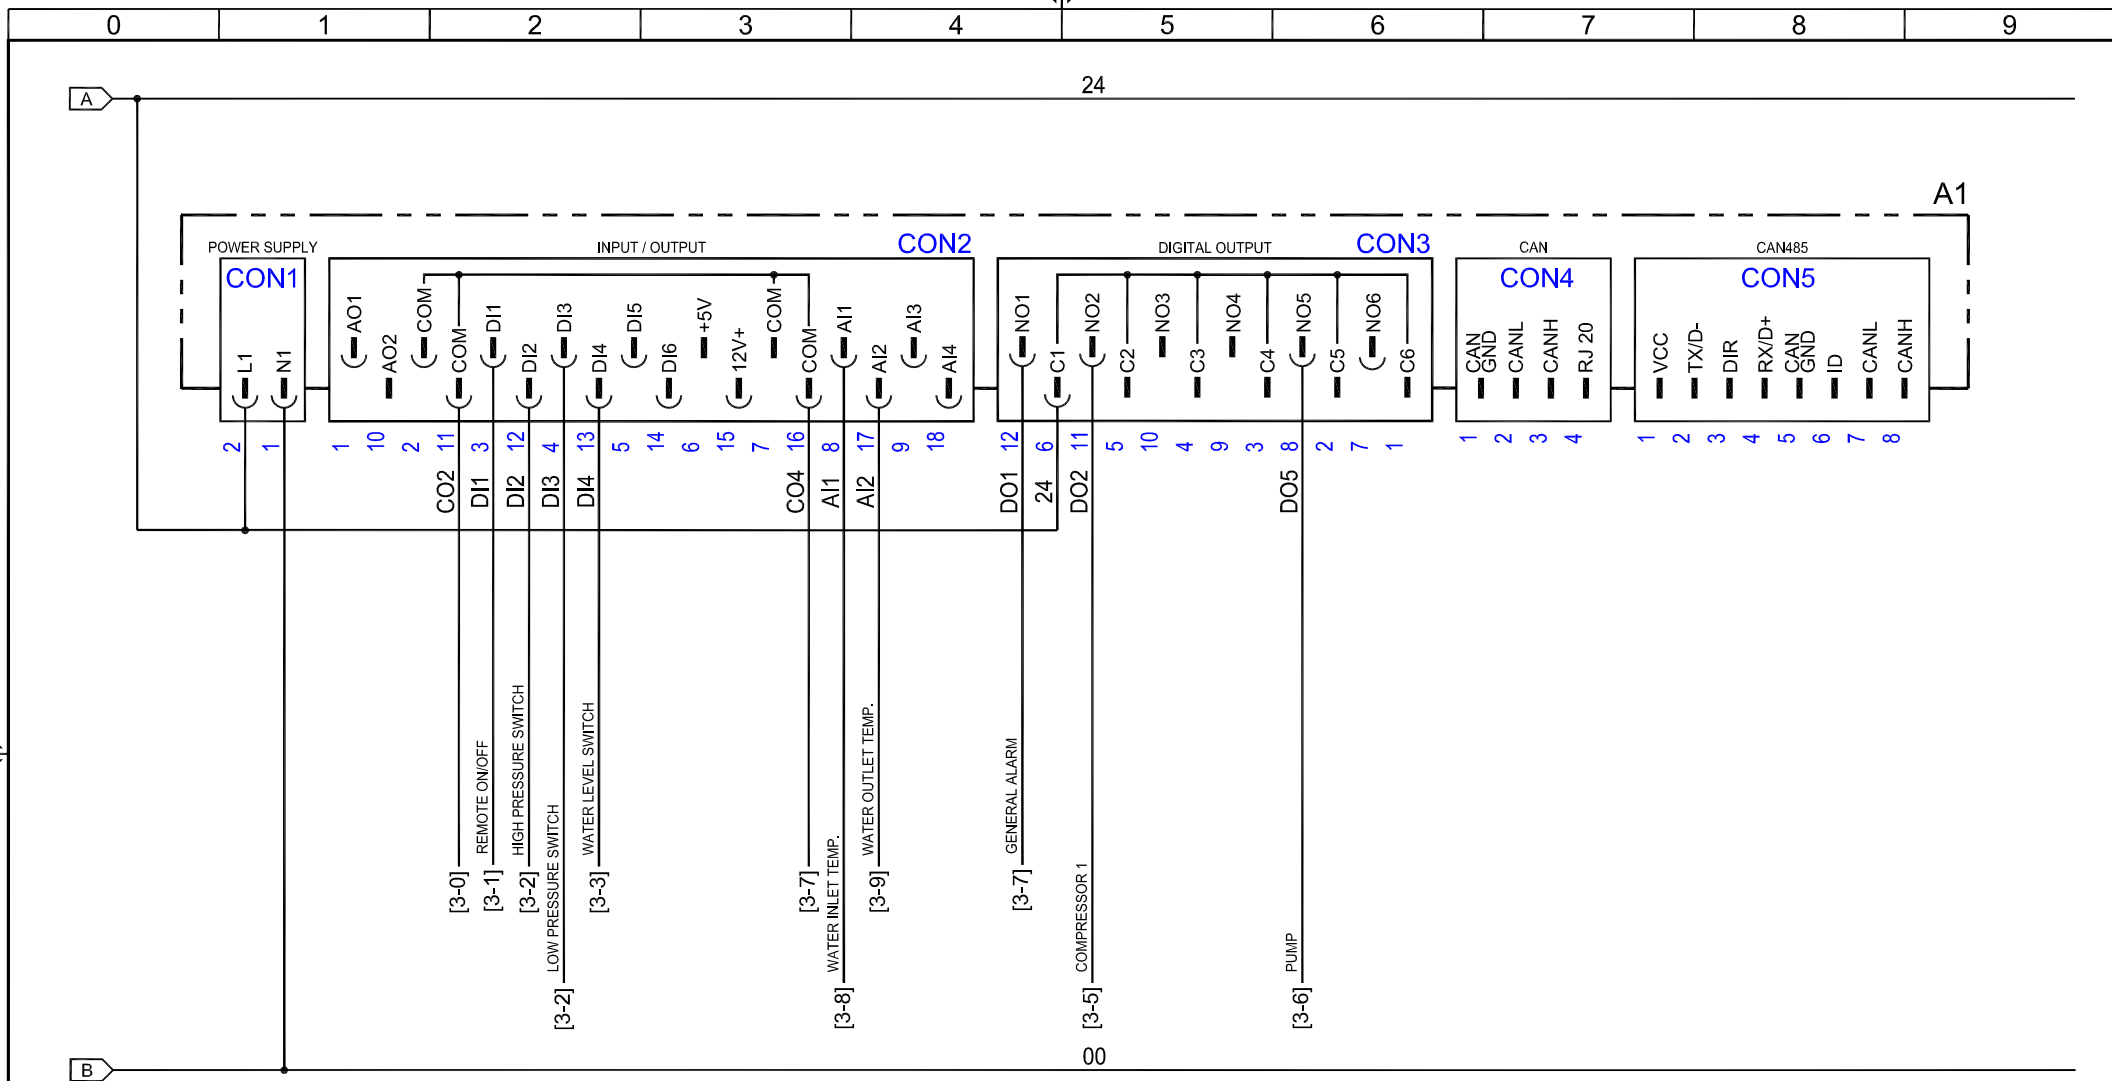 0 1 2 3 4 5 6 7 8 9
A 24
A1
POWER SUPPLY INPUT / OUTPUT CON2 DIGITAL OUTPUT CON3 CAN CAN485
CON1 CON4 CON5
L1 N1
AO1 AO2 COM COM DI1 DI2 DI3 DI4 DI5 DI6 +5V 12V+ COM COM AI1 AI2 AI3 AI4
NO1 C1 NO2 C2 NO3 C3 NO4 C4 NO5 C5 NO6 C6
CAN GND CANL CANH RJ 20
VCC TX/D- DIR RX/D+ CAN GND ID CANL CANH
2 1
1 10 2 11 3 12 4 13 5 14 6 15 7 16 8 17 9 18
12 6 11 5 10 4 9 3 8 2 7 1
1 2 3 4
1 2 3 4 5 6 7 8
CO2 DI1 DI2 DI3 DI4 CO4 AI1 AI2 DO1 24 DO2 DO5
REMOTE ON/OFF
HIGH PRESSURE SWITCH
LOW PRESSURE SWITCH
WATER LEVEL SWITCH
WATER INLET TEMP.
WATER OUTLET TEMP.
GENERAL ALARM
COMPRESSOR 1
PUMP
[3-0] [3-1] [3-2] [3-2] [3-3] [3-7] [3-8] [3-9] [3-7] [3-5] [3-6]
B 00